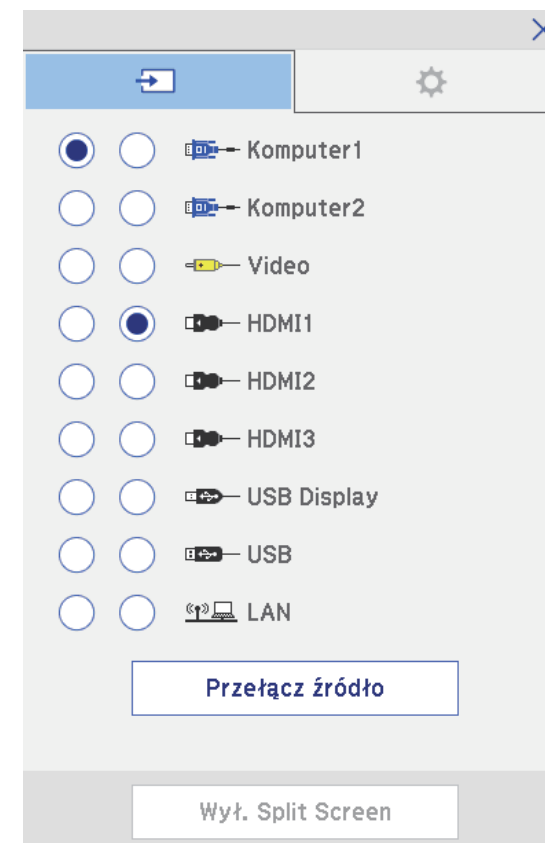 Komputer1
Komputer2
Video
HDMI1
HDMI2
HDMI3
USB Display
USB
LAN
Przełącz źródło
Wył. Split Screen